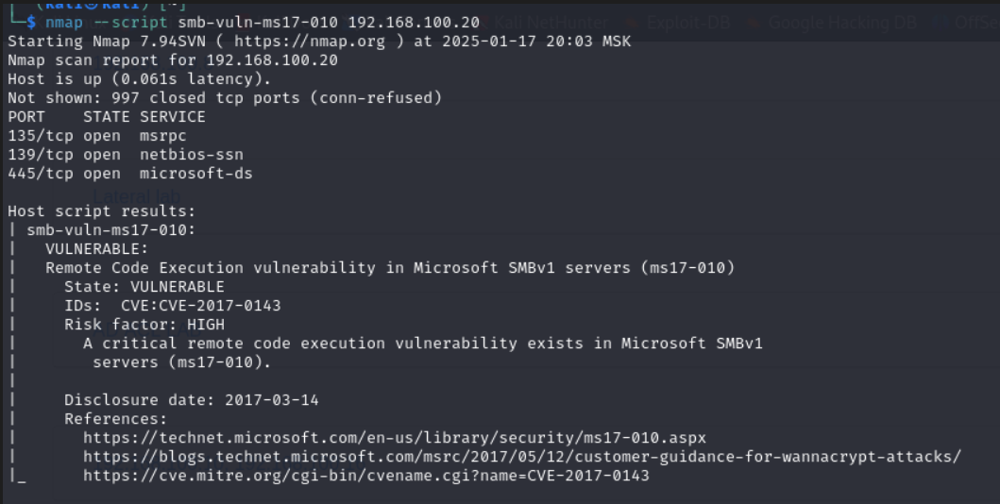 (kali㉿kali) [~]
└─$ nmap --script smb-vuln-ms17-010 192.168.100.20
Kali NetHunter Exploit-DB Google Hacking DB OffSe
Starting Nmap 7.94SVN ( https://nmap.org ) at 2025-01-17 20:03 MSK
Nmap scan report for 192.168.100.20
Host is up (0.061s latency).
Not shown: 997 closed tcp ports (conn-refused)
PORT    STATE SERVICE
135/tcp open  msrpc
139/tcp open  netbios-ssn
445/tcp open  microsoft-ds
Lateral lab
Host script results:
| smb-vuln-ms17-010:
|   VULNERABLE:
|   Remote Code Execution vulnerability in Microsoft SMBv1 servers (ms17-010)
|     State: VULNERABLE
|     IDs:  CVE:CVE-2017-0143
|     Risk factor: HIGH
|       A critical remote code execution vulnerability exists in Microsoft SMBv1
|        servers (ms17-010).
|
|     Disclosure date: 2017-03-14
|     References:
|       https://technet.microsoft.com/en-us/library/security/ms17-010.aspx
|       https://blogs.technet.microsoft.com/msrc/2017/05/12/customer-guidance-for-wannacrypt-attacks/
|_      https://cve.mitre.org/cgi-bin/cvename.cgi?name=CVE-2017-0143